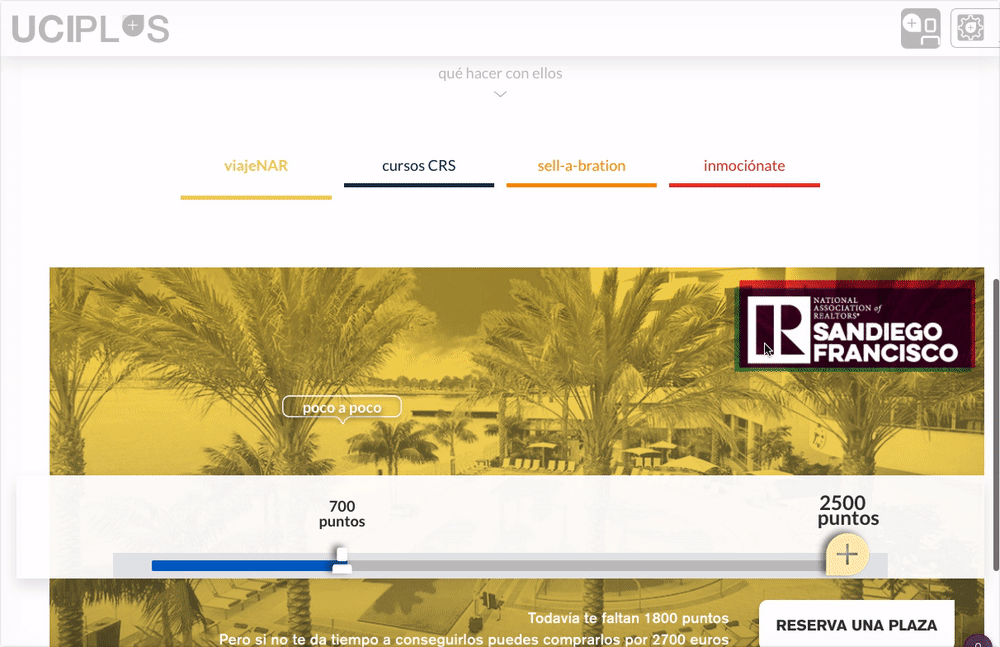 UCIPLUS
qué hacer con ellos
viajeNAR
cursos CRS
sell-a-bration
inmociónate
NATIONAL
ASSOCIATION of
REALTORS®
SANDIEGO
FRANCISCO
poco a poco
700
puntos
2500
puntos
Todavía te faltan 1800 puntos
Pero si no te da tiempo a conseguirlos puedes comprarlos por 2700 euros
RESERVA UNA PLAZA